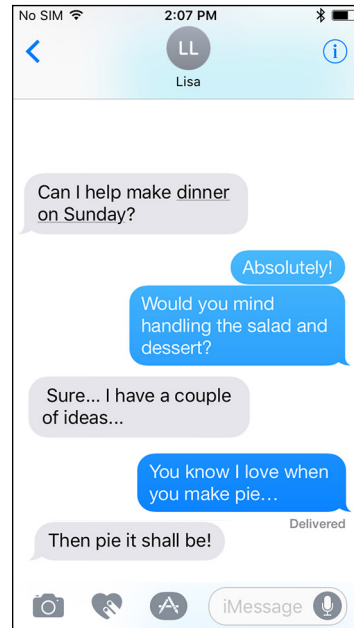 No SIM 2:07 PM
LL
Lisa
Can I help make dinner
on Sunday?
Absolutely!
Would you mind
handling the salad and
dessert?
Sure... I have a couple
of ideas...
You know I love when
you make pie...
Delivered
Then pie it shall be!
iMessage